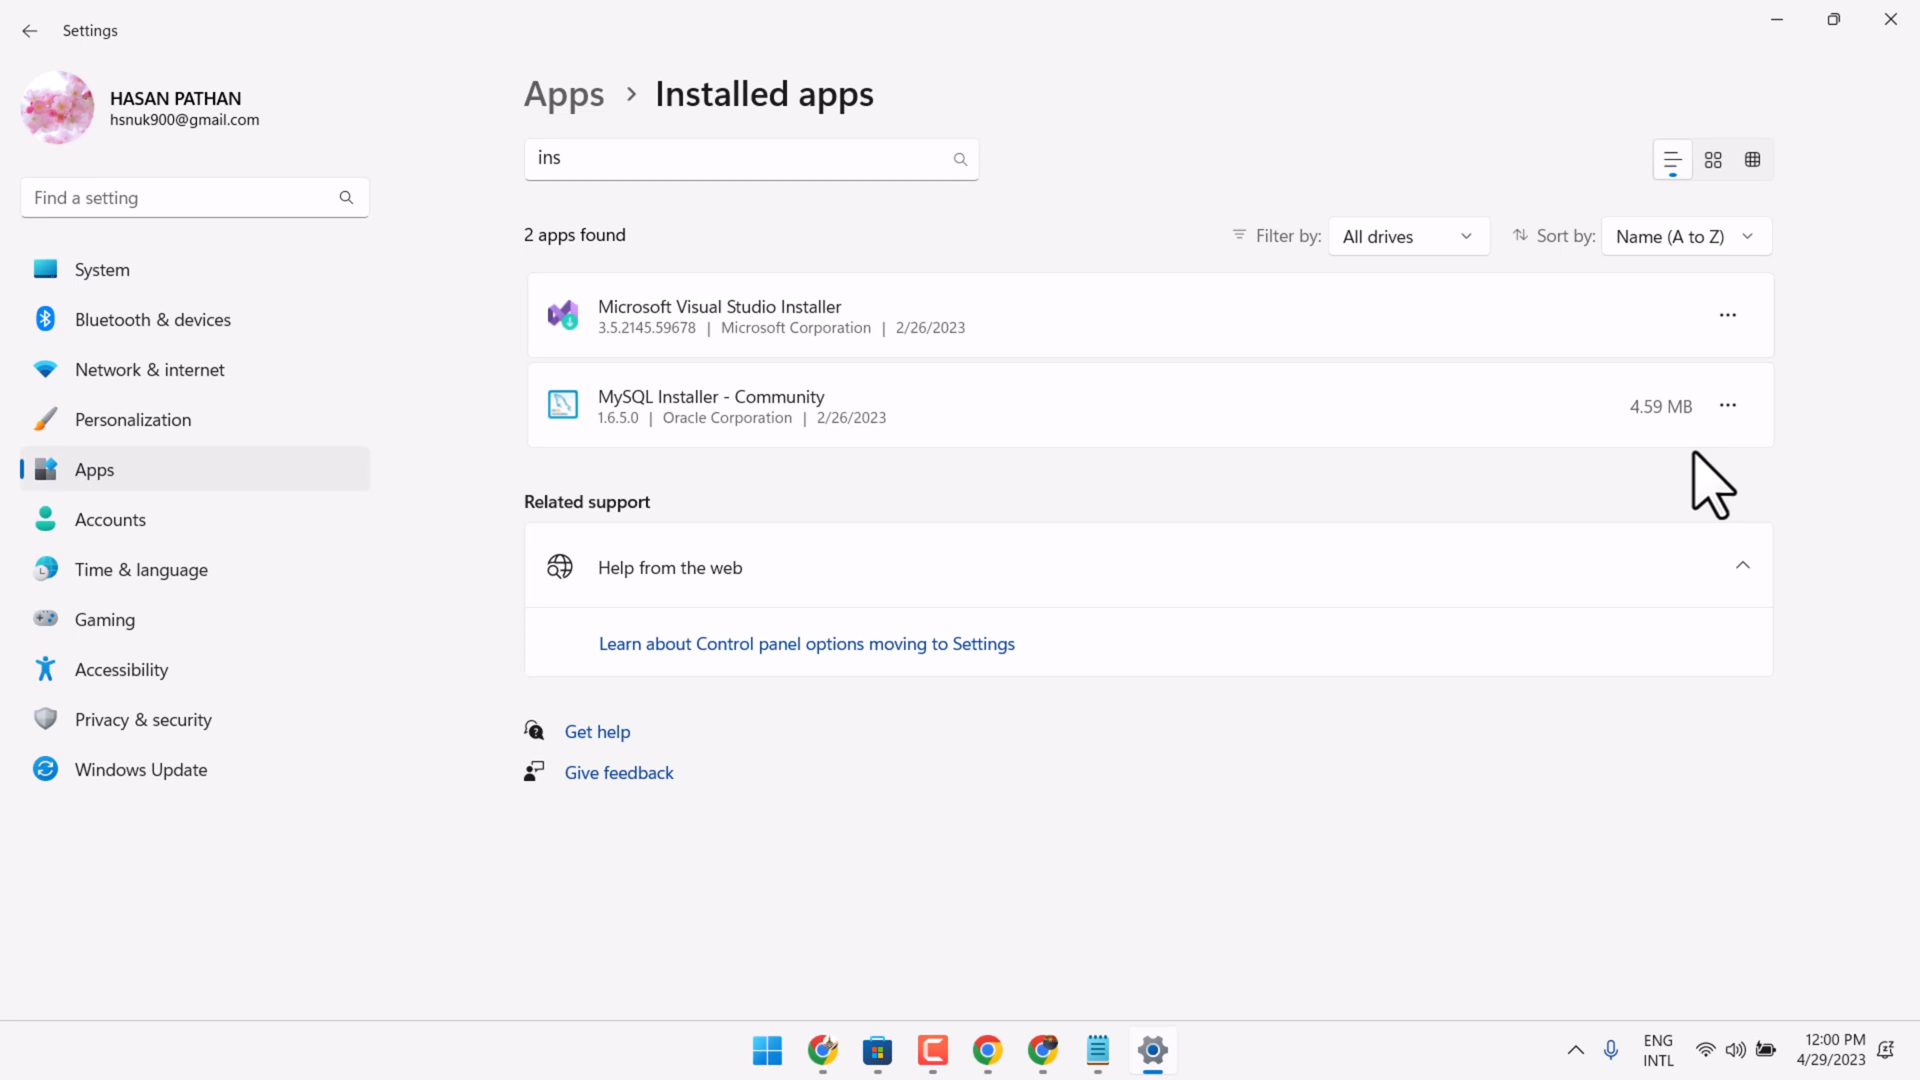 Settings
HASAN PATHAN
hsnuk900@gmail.com
Find a setting
System
Bluetooth & devices
Network & internet
Personalization
Apps
Accounts
Time & language
Gaming
Accessibility
Privacy & security
Windows Update
Apps > Installed apps
ins
2 apps found
Filter by: All drives
Sort by: Name (A to Z)
Microsoft Visual Studio Installer
3.5.2145.59678 | Microsoft Corporation | 2/26/2023
MySQL Installer - Community
1.6.5.0 | Oracle Corporation | 2/26/2023
4.59 MB
Related support
Help from the web
Learn about Control panel options moving to Settings
Get help
Give feedback
ENG
INTL
12:00 PM
4/29/2023